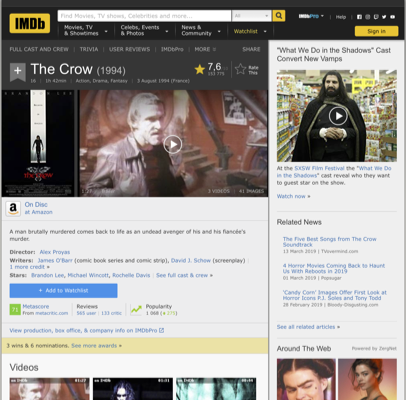 IMDb
Find Movies, TV shows, Celebrities and more...
All
IMDbPro
Help
Movies, TV & Showtimes
Celebs, Events & Photos
News & Community
Watchlist
Sign in
FULL CAST AND CREW | TRIVIA | USER REVIEWS | IMDbPro | MORE
SHARE
+ The Crow (1994)
7,6
Rate This
16 | 1h 41min | Action, Drama, Fantasy | 3 August 1994 (France)
3 VIDEOS | 41 IMAGES
On Disc
at Amazon
A man brutally murdered comes back to life as an undead avenger of his and his fiancée's
murder.
Director: Alex Proyas
Writers: James O'Barr (comic book series and comic strip), David J. Schow (screenplay) |
1 more credit »
Stars: Brandon Lee, Michael Wincott, Rochelle Davis | See full cast & crew »
+ Add to Watchlist
71 Metascore
From metacritic.com
Reviews
565 user | 133 critic
Popularity
View production, box office, & company info on IMDbPro
3 wins & 6 nominations. See more awards »
Videos
"What We Do in the Shadows" Cast
Convert New Vamps
At the SXSW Film Festival the "What We Do
in the Shadows" cast reveal who they want
to guest star on the show.
Watch now »
Related News
The Five Best Songs from The Crow
Soundtrack
13 March 2019 | Tvovermind.com
4 Horror Movies Coming Back to Haunt
Us With Reboots in 2019
01 March 2019 | Popsugar
'Candy Corn' Images Offer First Look at
Horror Icons P.J. Soles and Tony Todd
28 February 2019 | Bloody-Disgusting.com
See all related articles »
Around The Web
Powered by ZergNet